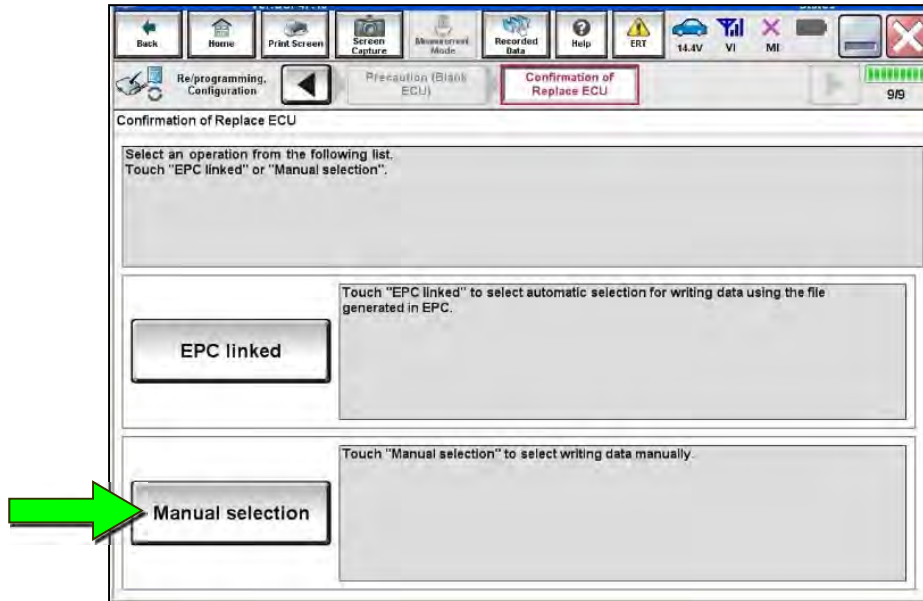 Back
Home
Print Screen
Screen
Capture
Measurement
Mode
Recorded
Data
Help
ERT
14.4V
VI
MI
Re/programming,
Configuration
Precaution (Blank
ECU)
Confirmation of
Replace ECU
9/9
Confirmation of Replace ECU
Select an operation from the following list.
Touch "EPC linked" or "Manual selection".
EPC linked
Touch "EPC linked" to select automatic selection for writing data using the file
generated in EPC.
Manual selection
Touch "Manual selection" to select writing data manually.